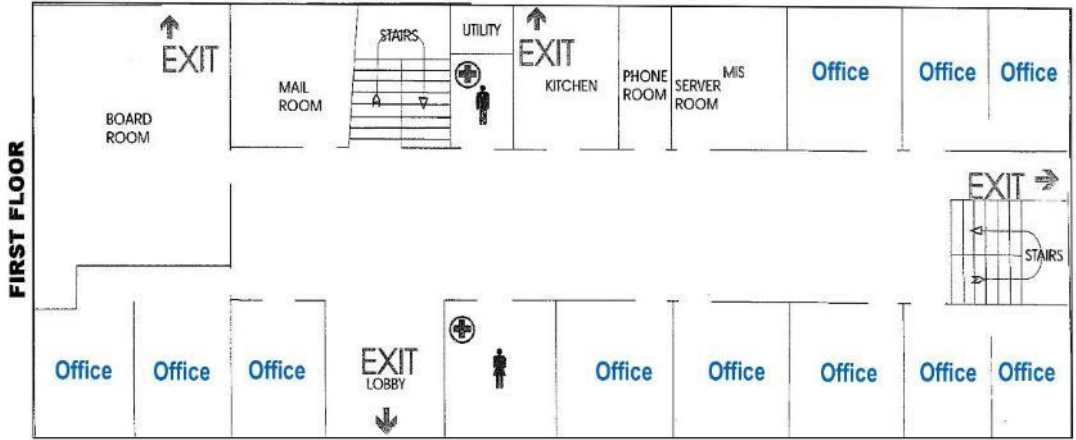 FIRST FLOOR
EXIT
BOARD
ROOM
MAIL
ROOM
STAIRS
UTILITY
EXIT
KITCHEN
PHONE
ROOM
MIS
SERVER
ROOM
Office
Office
Office
EXIT
STAIRS
Office
Office
Office
EXIT
LOBBY
Office
Office
Office
Office
Office